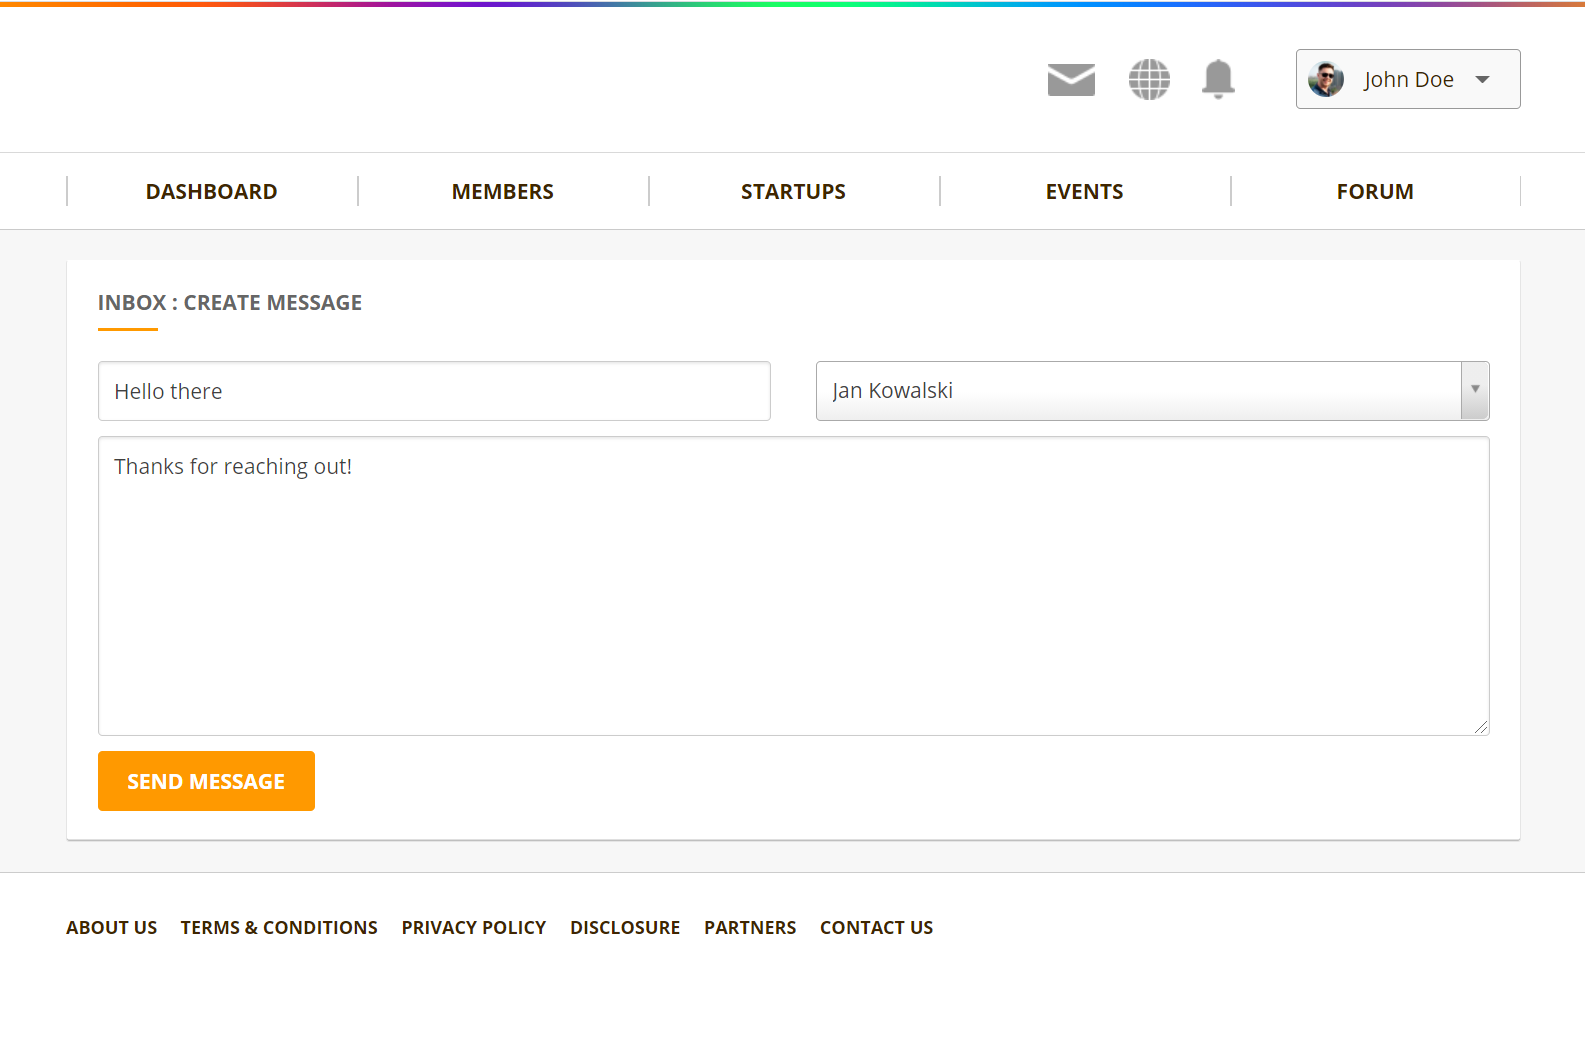 John Doe
DASHBOARD MEMBERS STARTUPS EVENTS FORUM
INBOX : CREATE MESSAGE
Hello there
Jan Kowalski
Thanks for reaching out!
SEND MESSAGE
ABOUT US TERMS & CONDITIONS PRIVACY POLICY DISCLOSURE PARTNERS CONTACT US